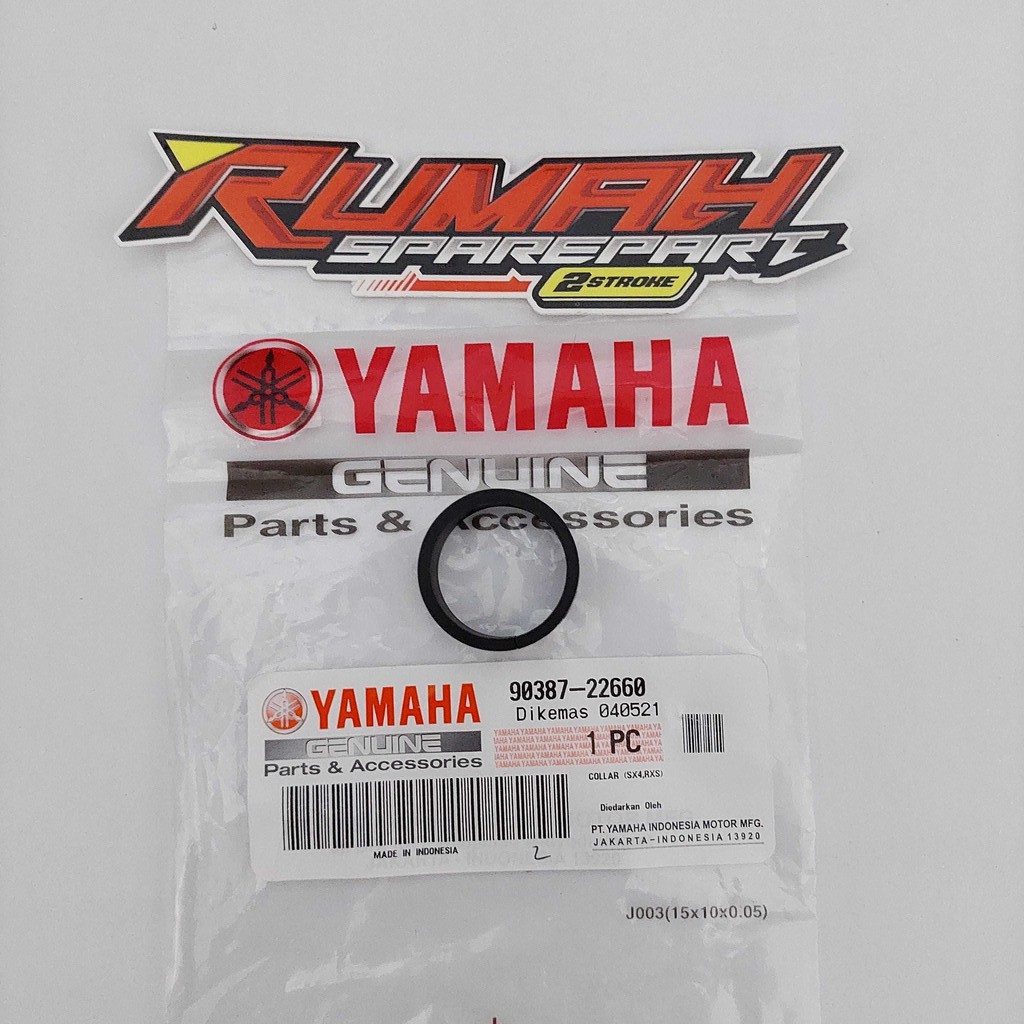 RUMAH
SPAREPART
2STROKE
YAMAHA
GENUINE
Parts & Accessories
YAMAHA
GENUINE
Parts & Accessories
MADE IN INDONESIA
2
90387-22660
Dikemas 040521
1 PC
COLLAR (SX4,RXS)
Diedarkan Oleh
PT. YAMAHA INDONESIA MOTOR MFG.
JAKARTA-INDONESIA 13920
J003(15x10x0.05)